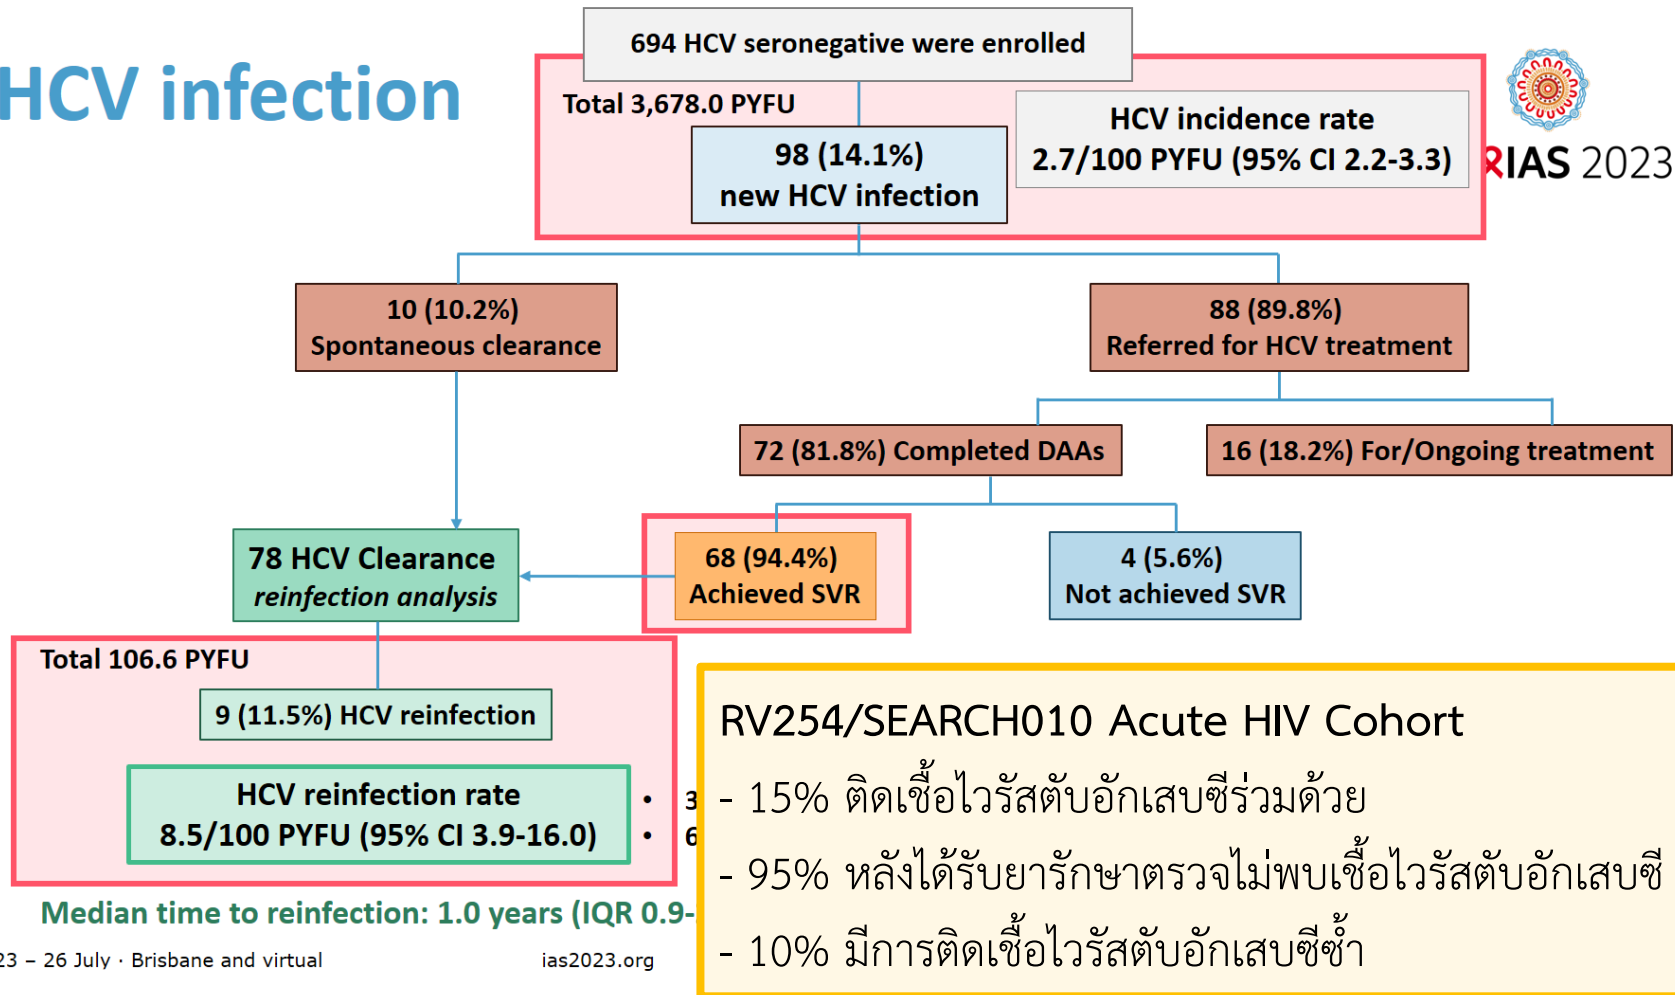 HCV infection
694 HCV seronegative were enrolled
Total 3,678.0 PYFU
98 (14.1%)
new HCV infection
HCV incidence rate
2.7/100 PYFU (95% CI 2.2-3.3)
IAS 2023
10 (10.2%)
Spontaneous clearance
88 (89.8%)
Referred for HCV treatment
72 (81.8%) Completed DAAs
16 (18.2%) For/Ongoing treatment
78 HCV Clearance
reinfection analysis
68 (94.4%)
Achieved SVR
4 (5.6%)
Not achieved SVR
Total 106.6 PYFU
9 (11.5%) HCV reinfection
HCV reinfection rate
8.5/100 PYFU (95% CI 3.9-16.0)
• 3
• 6
Median time to reinfection: 1.0 years (IQR 0.9-
23 – 26 July · Brisbane and virtual
ias2023.org
RV254/SEARCH010 Acute HIV Cohort
- 15% ติดเชื้อไวรัสตับอักเสบซีร่วมด้วย
- 95% หลังได้รับยารักษาตรวจไม่พบเชื้อไวรัสตับอักเสบซี
- 10% มีการติดเชื้อไวรัสตับอักเสบซีซ้ำ